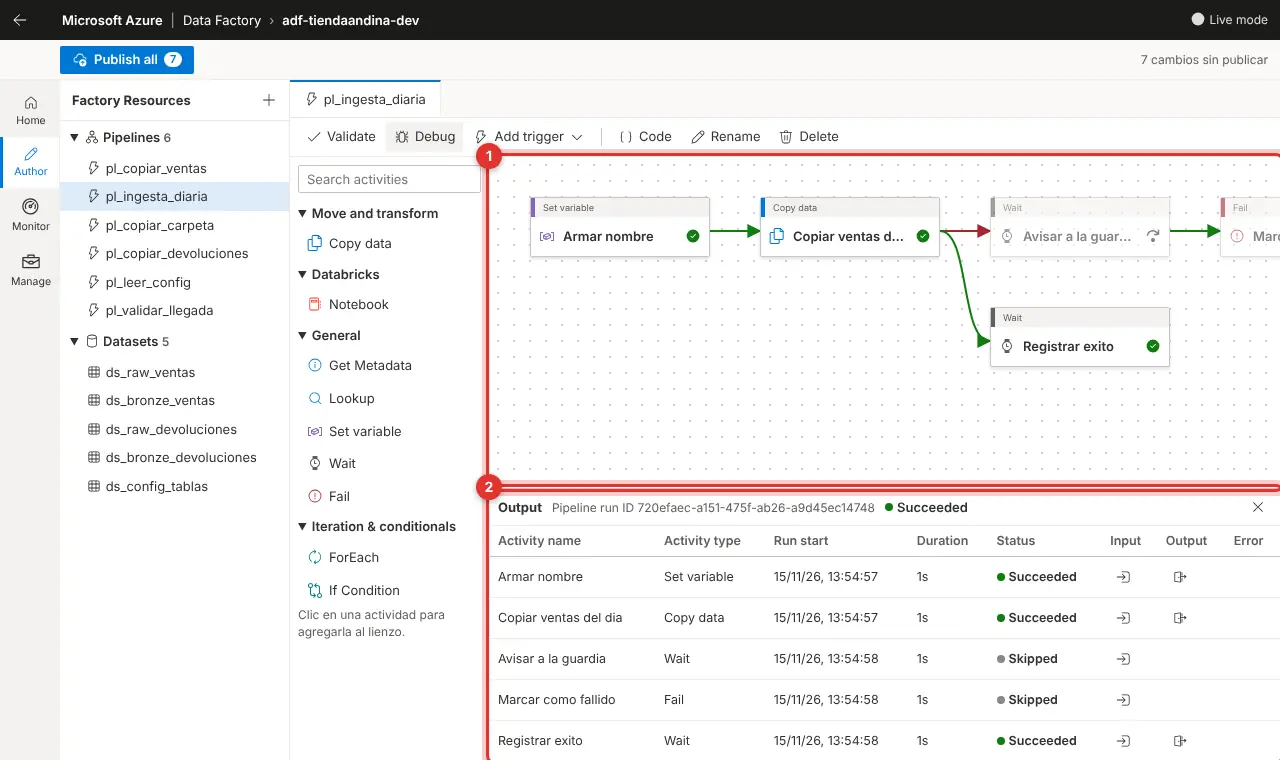 Microsoft Azure | Data Factory › adf-tiendaandina-dev
Live mode
Publish all 7
7 cambios sin publicar
Home
Author
Monitor
Manage
Factory Resources
Pipelines 6
pl_copiar_ventas
pl_ingesta_diaria
pl_copiar_carpeta
pl_copiar_devoluciones
pl_leer_config
pl_validar_llegada
Datasets 5
ds_raw_ventas
ds_bronze_ventas
ds_raw_devoluciones
ds_bronze_devoluciones
ds_config_tablas
pl_ingesta_diaria
Validate Debug Add trigger Code Rename Delete
Search activities
Move and transform
Copy data
Databricks
Notebook
General
Get Metadata
Lookup
Set variable
Wait
Fail
Iteration & conditionals
ForEach
If Condition
Clic en una actividad para
agregarla al lienzo.
1
Set variable
Armar nombre
Copy data
Copiar ventas d...
Wait
Avisar a la guar...
Fail
Marc
Wait
Registrar exito
2
Output Pipeline run ID 720efaec-a151-475f-ab26-a9d45ec14748 Succeeded
Activity name Activity type Run start Duration Status Input Output Error
Armar nombre Set variable 15/11/26, 13:54:57 1s Succeeded
Copiar ventas del dia Copy data 15/11/26, 13:54:57 1s Succeeded
Avisar a la guardia Wait 15/11/26, 13:54:58 1s Skipped
Marcar como fallido Fail 15/11/26, 13:54:58 1s Skipped
Registrar exito Wait 15/11/26, 13:54:58 1s Succeeded